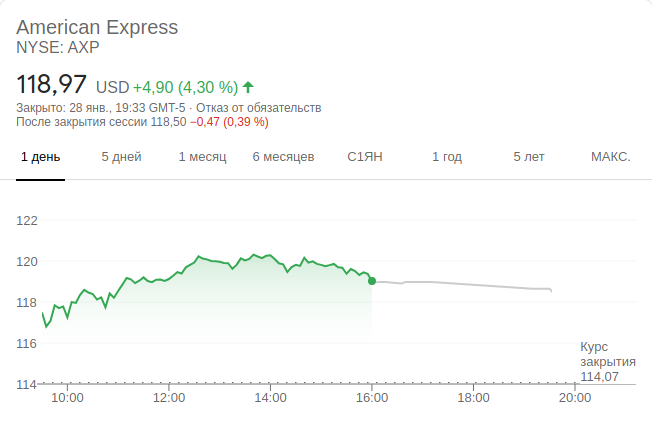 American Express
NYSE: AXP
118,97 USD +4,90 (4,30 %)
Закрыто: 28 янв., 19:33 GMT-5 · Отказ от обязательств
После закрытия сессии 118,50 −0,47 (0,39 %)
1 день 5 дней 1 месяц 6 месяцев С1ЯН 1 год 5 лет МАКС.
122
120
118
116
Курс
закрытия
114,07
114
10:00 12:00 14:00 16:00 18:00 20:00